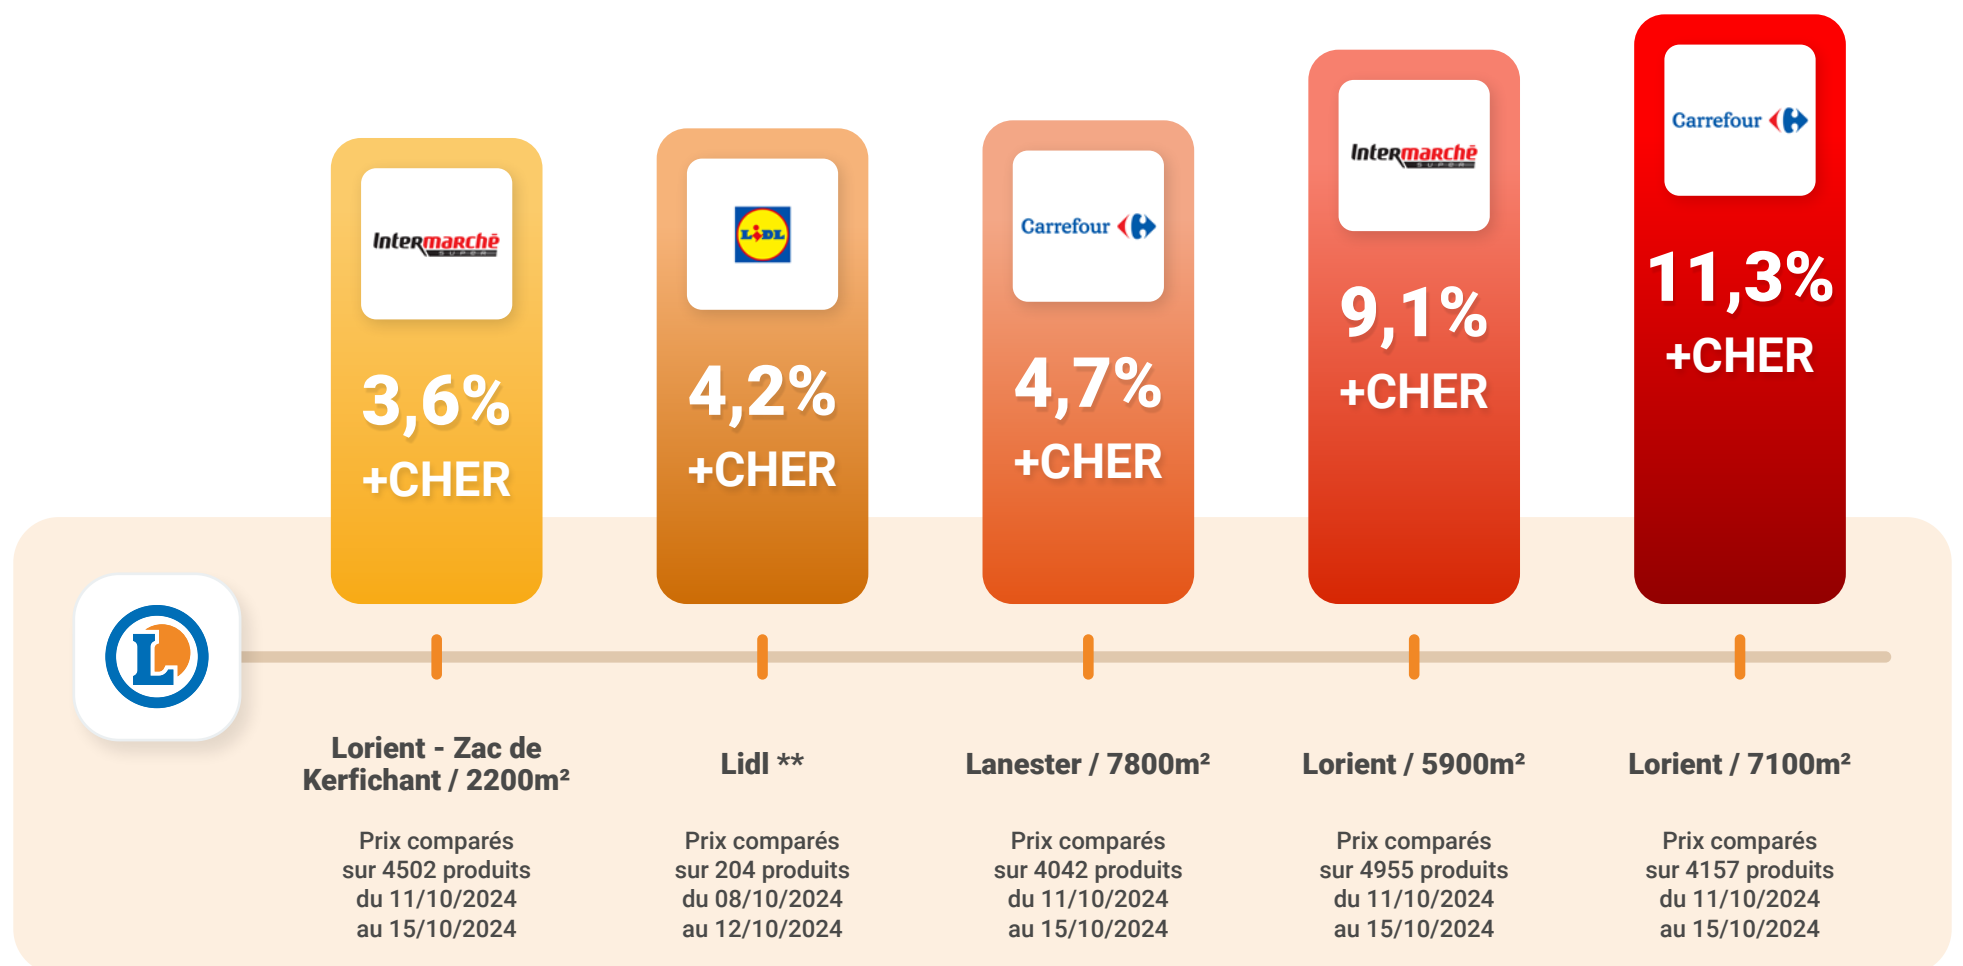 Intermarchē
SUPER
3,6%
+CHER
LiDL
4,2%
+CHER
Carrefour
4,7%
+CHER
Intermarchē
SUPER
9,1%
+CHER
Carrefour
11,3%
+CHER
L
Lorient - Zac de
Kerfichant / 2200m²
Prix comparés
sur 4502 produits
du 11/10/2024
au 15/10/2024
Lidl **
Prix comparés
sur 204 produits
du 08/10/2024
au 12/10/2024
Lanester / 7800m²
Prix comparés
sur 4042 produits
du 11/10/2024
au 15/10/2024
Lorient / 5900m²
Prix comparés
sur 4955 produits
du 11/10/2024
au 15/10/2024
Lorient / 7100m²
Prix comparés
sur 4157 produits
du 11/10/2024
au 15/10/2024